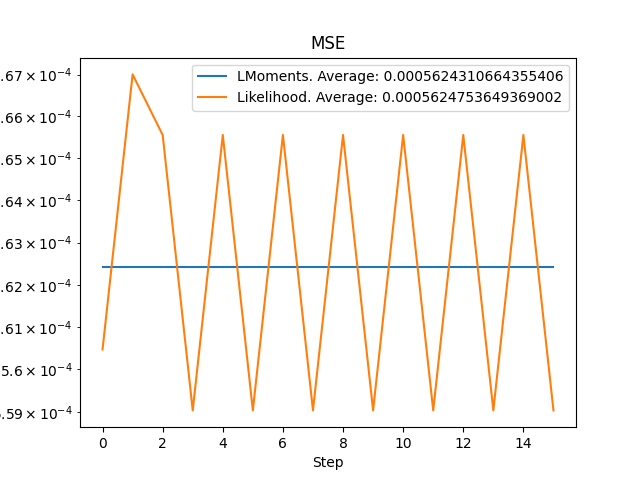 MSE
LMoments. Average: 0.0005624310664355406
Likelihood. Average: 0.0005624753649369002
.67 × 10⁻⁴
.66 × 10⁻⁴
.65 × 10⁻⁴
.64 × 10⁻⁴
.63 × 10⁻⁴
.62 × 10⁻⁴
.61 × 10⁻⁴
5.6 × 10⁻⁴
.59 × 10⁻⁴
0 2 4 6 8 10 12 14
Step